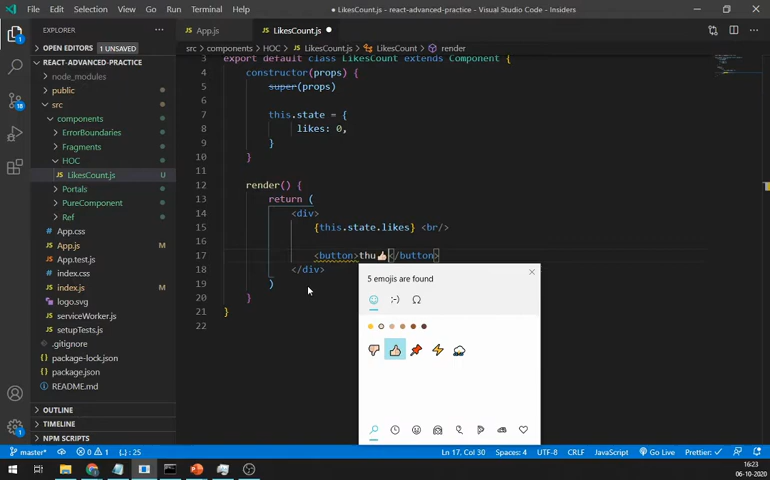 File Edit Selection View Go Run Terminal Help
● LikesCount.js - react-advanced-practice - Visual Studio Code - Insiders
EXPLORER
OPEN EDITORS 1 UNSAVED
REACT-ADVANCED-PRACTICE
node_modules
public
src
components
ErrorBoundaries
Fragments
HOC
LikesCount.js U
Portals
PureComponent
Ref
App.css
App.js M
App.test.js
index.css
index.js M
logo.svg
serviceWorker.js
setupTests.js
.gitignore
package-lock.json
package.json
README.md
OUTLINE
TIMELINE
NPM SCRIPTS
18
1
App.js
LikesCount.js ●
src > components > HOC > LikesCount.js > LikesCount > render
3 export default class LikesCount extends Component {
4 constructor(props) {
5 super(props)
6
7 this.state = {
8 likes: 0,
9 }
10 }
11
12 render() {
13 return (
14 <div>
15 {this.state.likes} <br/>
16
17 <button>thu👍</button>
18 </div>
19 )
20 }
21 }
22
5 emojis are found
;-)
Ω
master* 0 1 {..}: 25 Ln 17, Col 30 Spaces: 4 UTF-8 CRLF JavaScript Go Live Prettier: ✓
16:23
06-10-2020